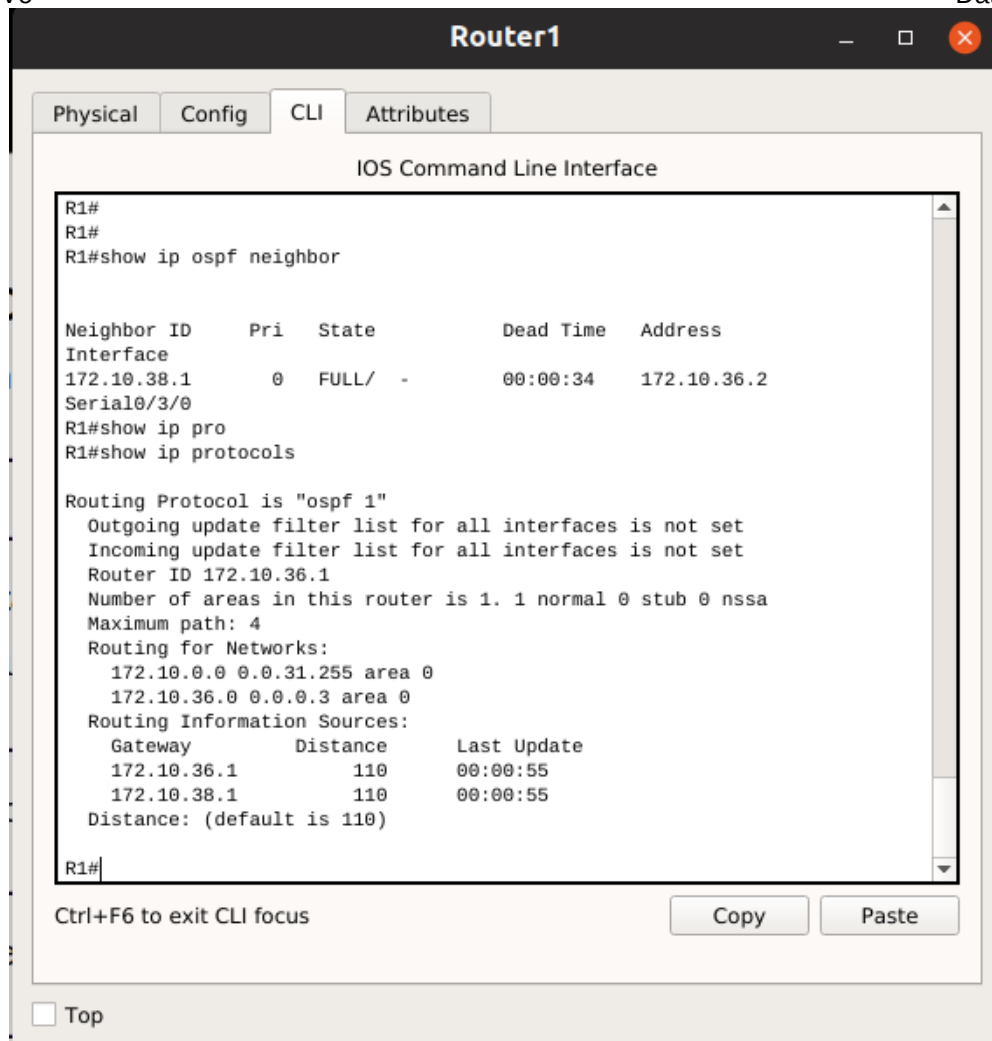 Router1
Physical Config CLI Attributes
IOS Command Line Interface
R1#
R1#
R1#show ip ospf neighbor
Neighbor ID Pri State Dead Time Address
Interface
172.10.38.1 0 FULL/ - 00:00:34 172.10.36.2
Serial0/3/0
R1#show ip pro
R1#show ip protocols
Routing Protocol is "ospf 1"
Outgoing update filter list for all interfaces is not set
Incoming update filter list for all interfaces is not set
Router ID 172.10.36.1
Number of areas in this router is 1. 1 normal 0 stub 0 nssa
Maximum path: 4
Routing for Networks:
172.10.0.0 0.0.31.255 area 0
172.10.36.0 0.0.0.3 area 0
Routing Information Sources:
Gateway Distance Last Update
172.10.36.1 110 00:00:55
172.10.38.1 110 00:00:55
Distance: (default is 110)
R1#
Ctrl+F6 to exit CLI focus Copy Paste
Top